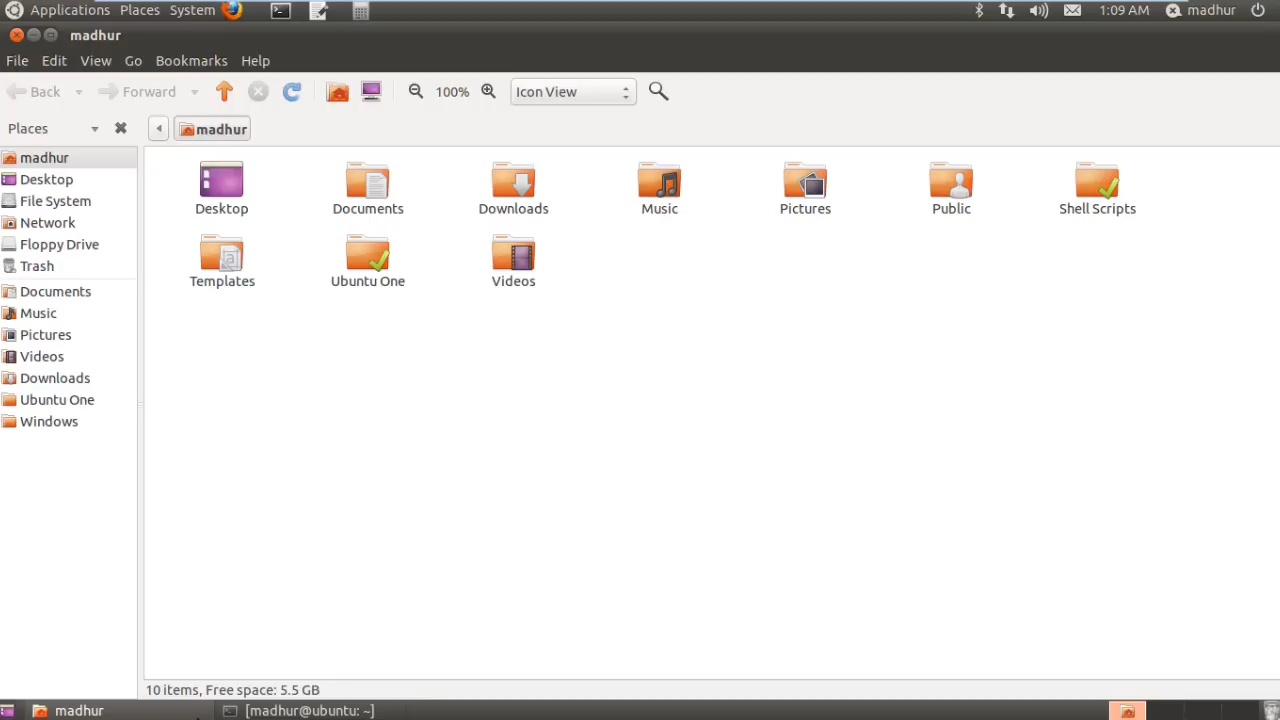 Applications Places System 1:09 AM madhur
madhur
File Edit View Go Bookmarks Help
Back Forward 100% Icon View
Places madhur
madhur
Desktop
File System
Network
Floppy Drive
Trash
Documents
Music
Pictures
Videos
Downloads
Ubuntu One
Windows
Desktop Documents Downloads Music Pictures Public Shell Scripts
Templates Ubuntu One Videos
10 items, Free space: 5.5 GB
madhur [madhur@ubuntu: ~]